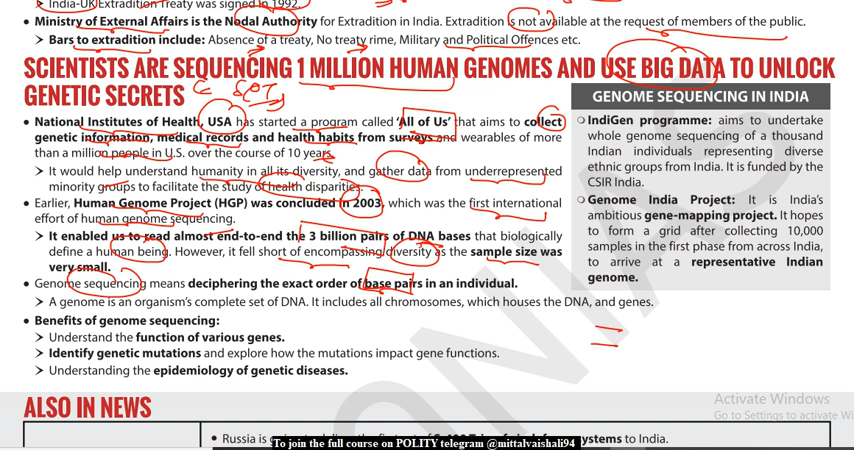 ➤ India-UK Extradition Treaty was signed in 1992.
• Ministry of External Affairs is the Nodal Authority for Extradition in India. Extradition is not available at the request of members of the public.
➤ Bars to extradition include: Absence of a treaty, No treaty rime, Military and Political Offences etc.
SCIENTISTS ARE SEQUENCING 1 MILLION HUMAN GENOMES AND USE BIG DATA TO UNLOCK
GENETIC SECRETS
• National Institutes of Health, USA has started a program called ‘All of Us’ that aims to collect
genetic information, medical records and health habits from surveys and wearables of more
than a million people in U.S. over the course of 10 years.
➤ It would help understand humanity in all its diversity, and gather data from underrepresented
minority groups to facilitate the study of health disparities.
• Earlier, Human Genome Project (HGP) was concluded in 2003, which was the first international
effort of human genome sequencing.
➤ It enabled us to read almost end-to-end the 3 billion pairs of DNA bases that biologically
define a human being. However, it fell short of encompassing diversity as the sample size was
very small.
• Genome sequencing means deciphering the exact order of base pairs in an individual.
➤ A genome is an organism’s complete set of DNA. It includes all chromosomes, which houses the DNA, and genes.
• Benefits of genome sequencing:
➤ Understand the function of various genes.
➤ Identify genetic mutations and explore how the mutations impact gene functions.
➤ Understanding the epidemiology of genetic diseases.
GENOME SEQUENCING IN INDIA
IndiGen programme: aims to undertake
whole genome sequencing of a thousand
Indian individuals representing diverse
ethnic groups from India. It is funded by the
CSIR India.
Genome India Project: It is India’s
ambitious gene-mapping project. It hopes
to form a grid after collecting 10,000
samples in the first phase from across India,
to arrive at a representative Indian
genome.
Activate Windows
Go to Settings to activate Wi
ALSO IN NEWS
• Russia is systems to India.
To join the full course on POLITY telegram @mittalvaishali94